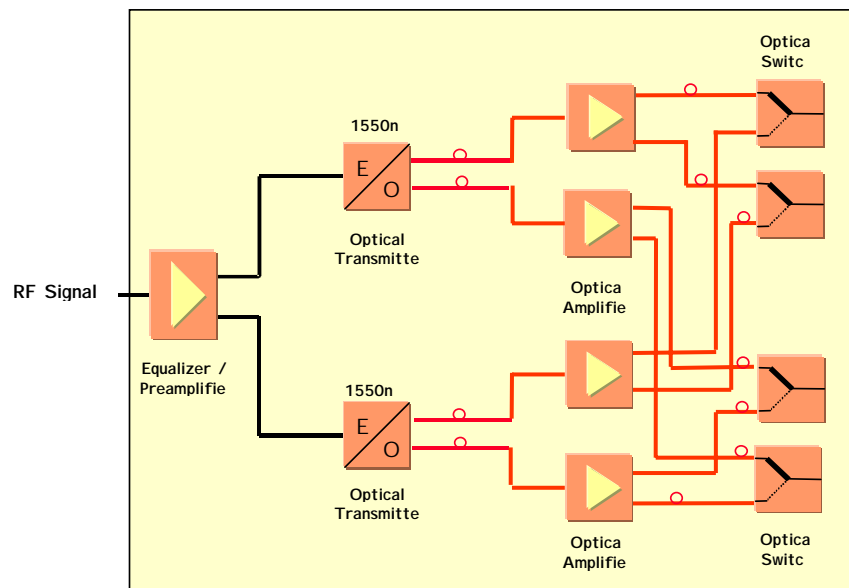 Optica
Switc
1550n
E
O
Optical
Transmitte
RF Signal
Optica
Amplifie
Equalizer /
Preamplifie
1550n
E
O
Optical
Transmitte
Optica
Amplifie
Optica
Switc